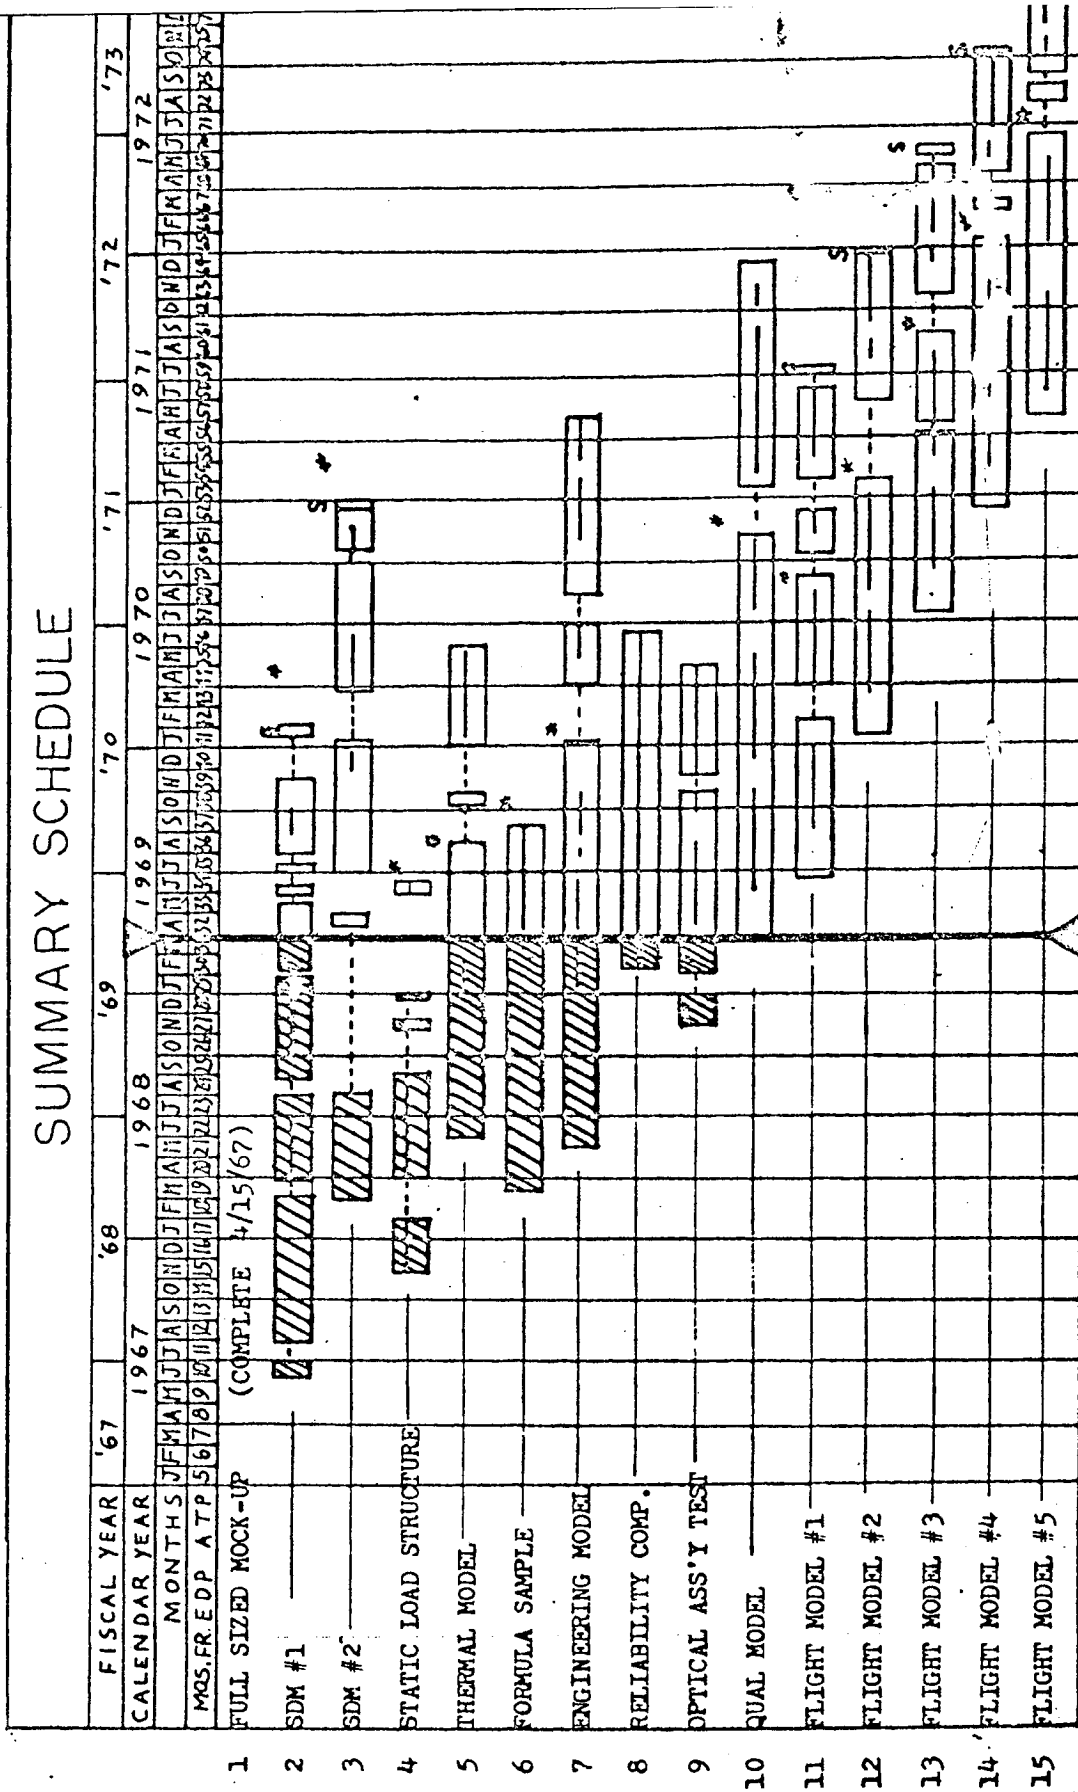 SUMMARY SCHEDULE
FISCAL YEAR '67 '68 '69 '70 '71 '72 '73
CALENDAR YEAR 1967 1968 1969 1970 1971 1972
MONTHS J F M A M J J A S O N D J F M A M J J A S O N D J F M A M J J A S O N D J F M A M J J A S O N D J F M A M J J A S O N D J F M A M J J A S O N
MOS. FR. EDP ATP 5 6 7 8 9 10 11 12 13 14 15 16 17 18 19 20 21 22 23
1 FULL SIZED MOCK-UP (COMPLETE 4/15/67)
2 SDM #1 *
3 SDM #2 S *
4 STATIC LOAD STRUCTURE *
5 THERMAL MODEL
6 FORMULA SAMPLE
7 ENGINEERING MODEL *
8 RELIABILITY COMP.
9 OPTICAL ASS'Y TEST
10 QUAL MODEL *
11 FLIGHT MODEL #1 *
12 FLIGHT MODEL #2 * S
13 FLIGHT MODEL #3 S
14 FLIGHT MODEL #4 * S
15 FLIGHT MODEL #5